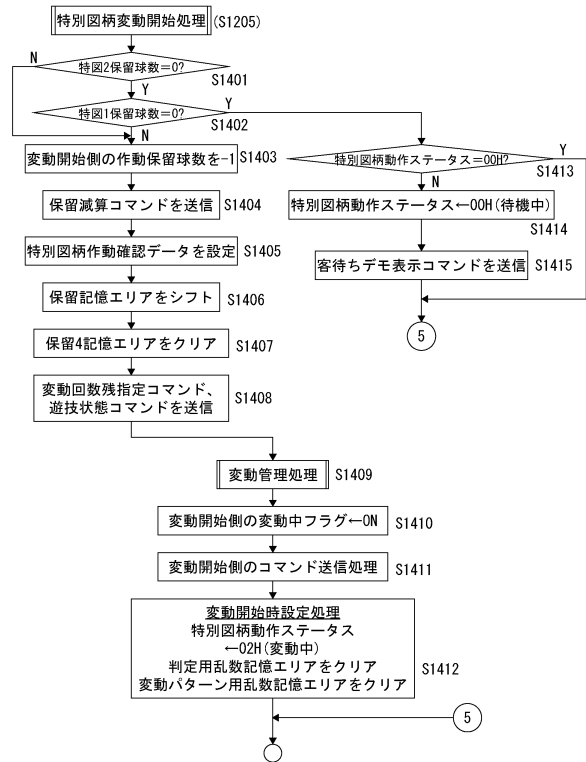 特別図柄変動開始処理 (S1205)
N
特図2保留球数=0?
S1401
Y
特図1保留球数=0?
Y
S1402
N
変動開始側の作動保留球数を-1 S1403
保留減算コマンドを送信 S1404
特別図柄作動確認データを設定 S1405
保留記憶エリアをシフト S1406
保留4記憶エリアをクリア S1407
変動回数残指定コマンド、
遊技状態コマンドを送信 S1408
特別図柄動作ステータス=00H?
Y
S1413
N
特別図柄動作ステータス←00H(待機中)
S1414
客待ちデモ表示コマンドを送信 S1415
5
変動管理処理 S1409
変動開始側の変動中フラグ←ON S1410
変動開始側のコマンド送信処理 S1411
変動開始時設定処理
特別図柄動作ステータス
←02H(変動中)
判定用乱数記憶エリアをクリア
変動パターン用乱数記憶エリアをクリア
S1412
5